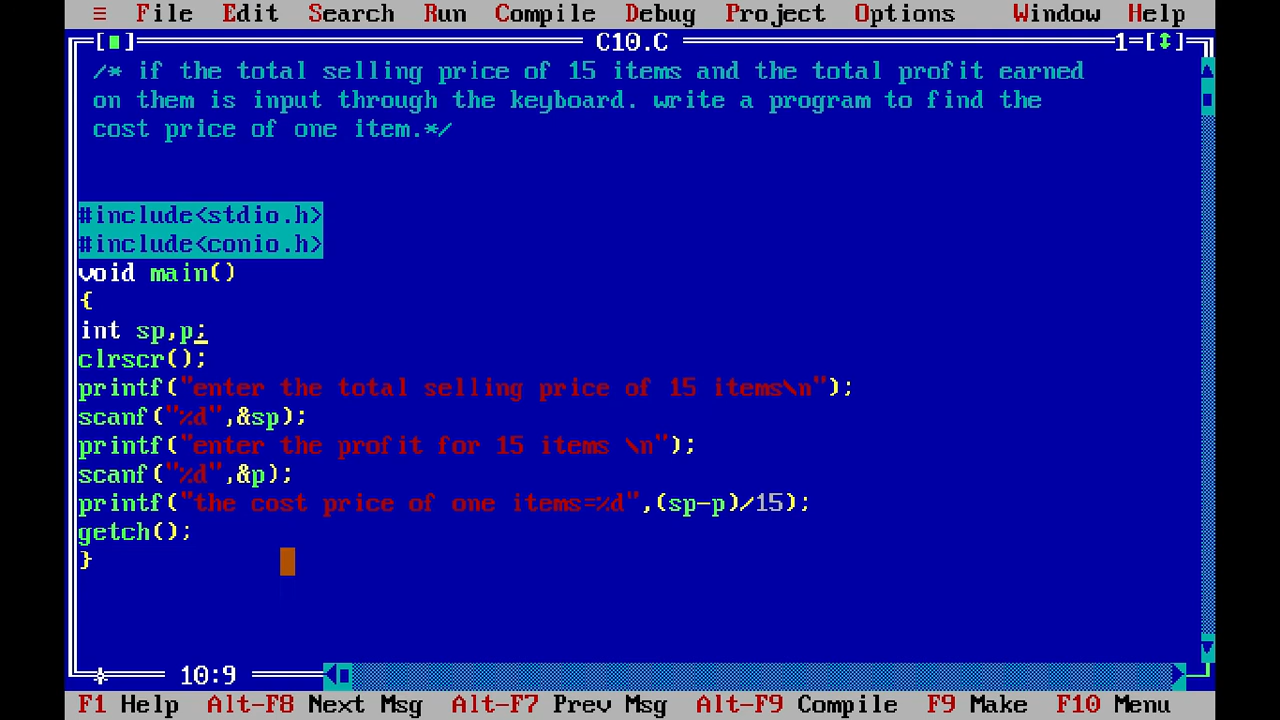 ≡ File Edit Search Run Compile Debug Project Options Window Help
[■] C10.C 1=[↕]
/* if the total selling price of 15 items and the total profit earned
on them is input through the keyboard. write a program to find the
cost price of one item.*/
#include<stdio.h>
#include<conio.h>
void main()
{
int sp,p;
clrscr();
printf("enter the total selling price of 15 items\n");
scanf("%d",&sp);
printf("enter the profit for 15 items \n");
scanf("%d",&p);
printf("the cost price of one items=%d",(sp-p)/15);
getch();
}
10:9
F1 Help Alt-F8 Next Msg Alt-F7 Prev Msg Alt-F9 Compile F9 Make F10 Menu